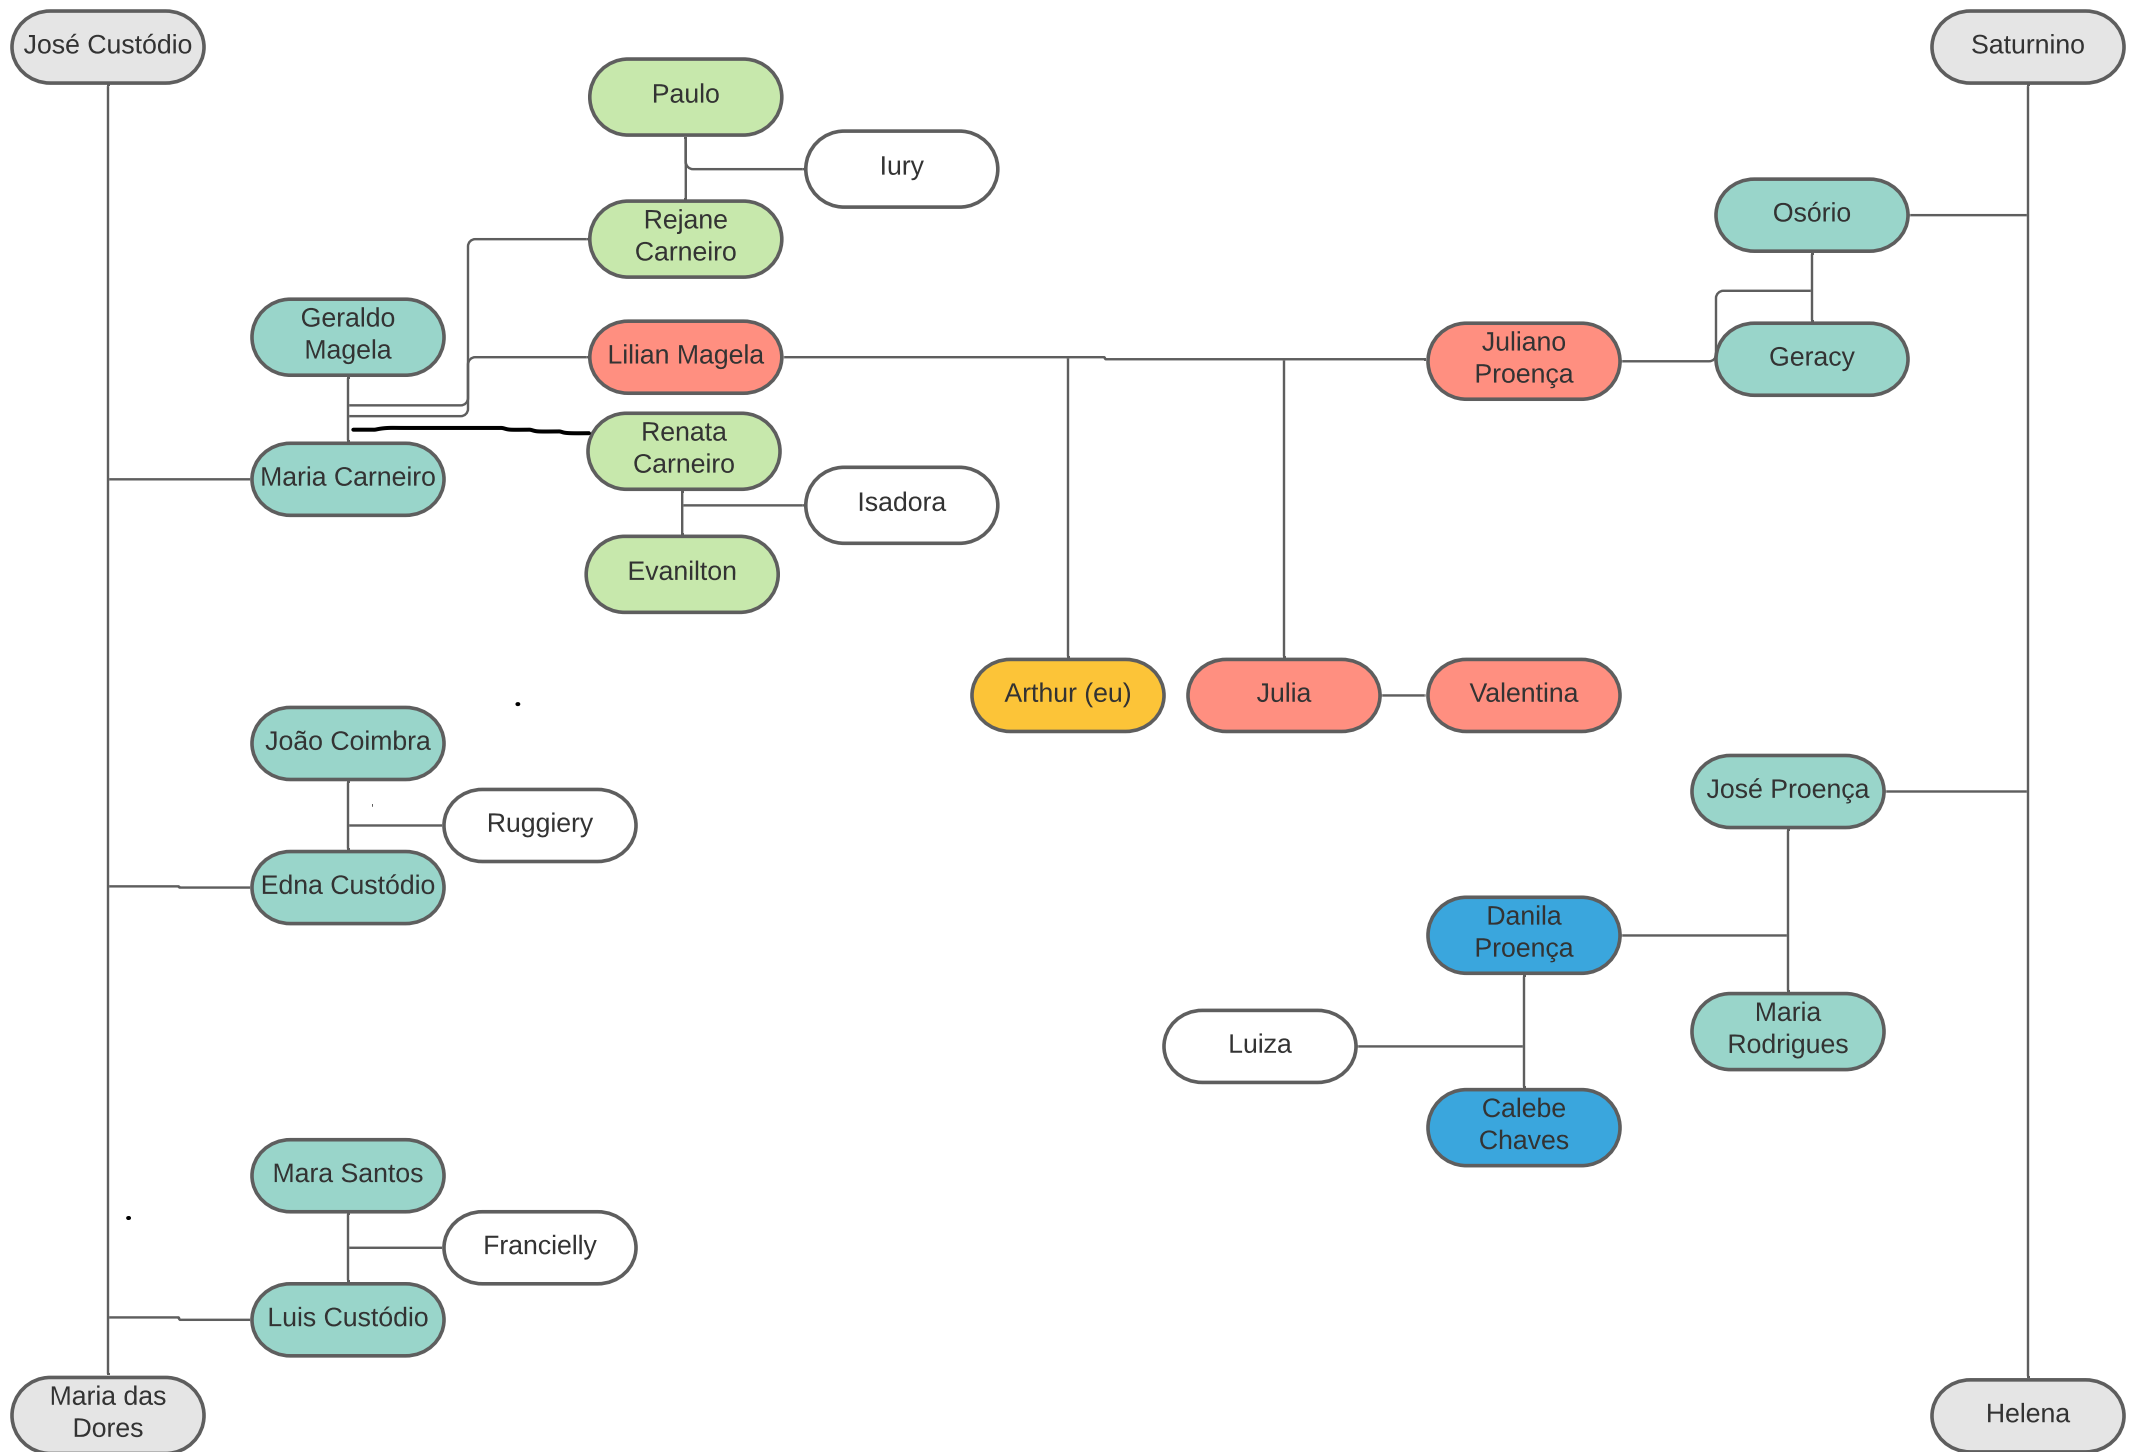 José Custódio
Saturnino
Paulo
Iury
Osório
Rejane
Carneiro
Geraldo
Magela
Lilian Magela
Juliano
Proença
Geracy
Renata
Carneiro
Maria Carneiro
Isadora
Evanilton
Arthur (eu)
Julia
Valentina
João Coimbra
José Proença
Ruggiery
Edna Custódio
Danila
Proença
Maria
Rodrigues
Luiza
Calebe
Chaves
Mara Santos
Francielly
Luis Custódio
Maria das
Dores
Helena